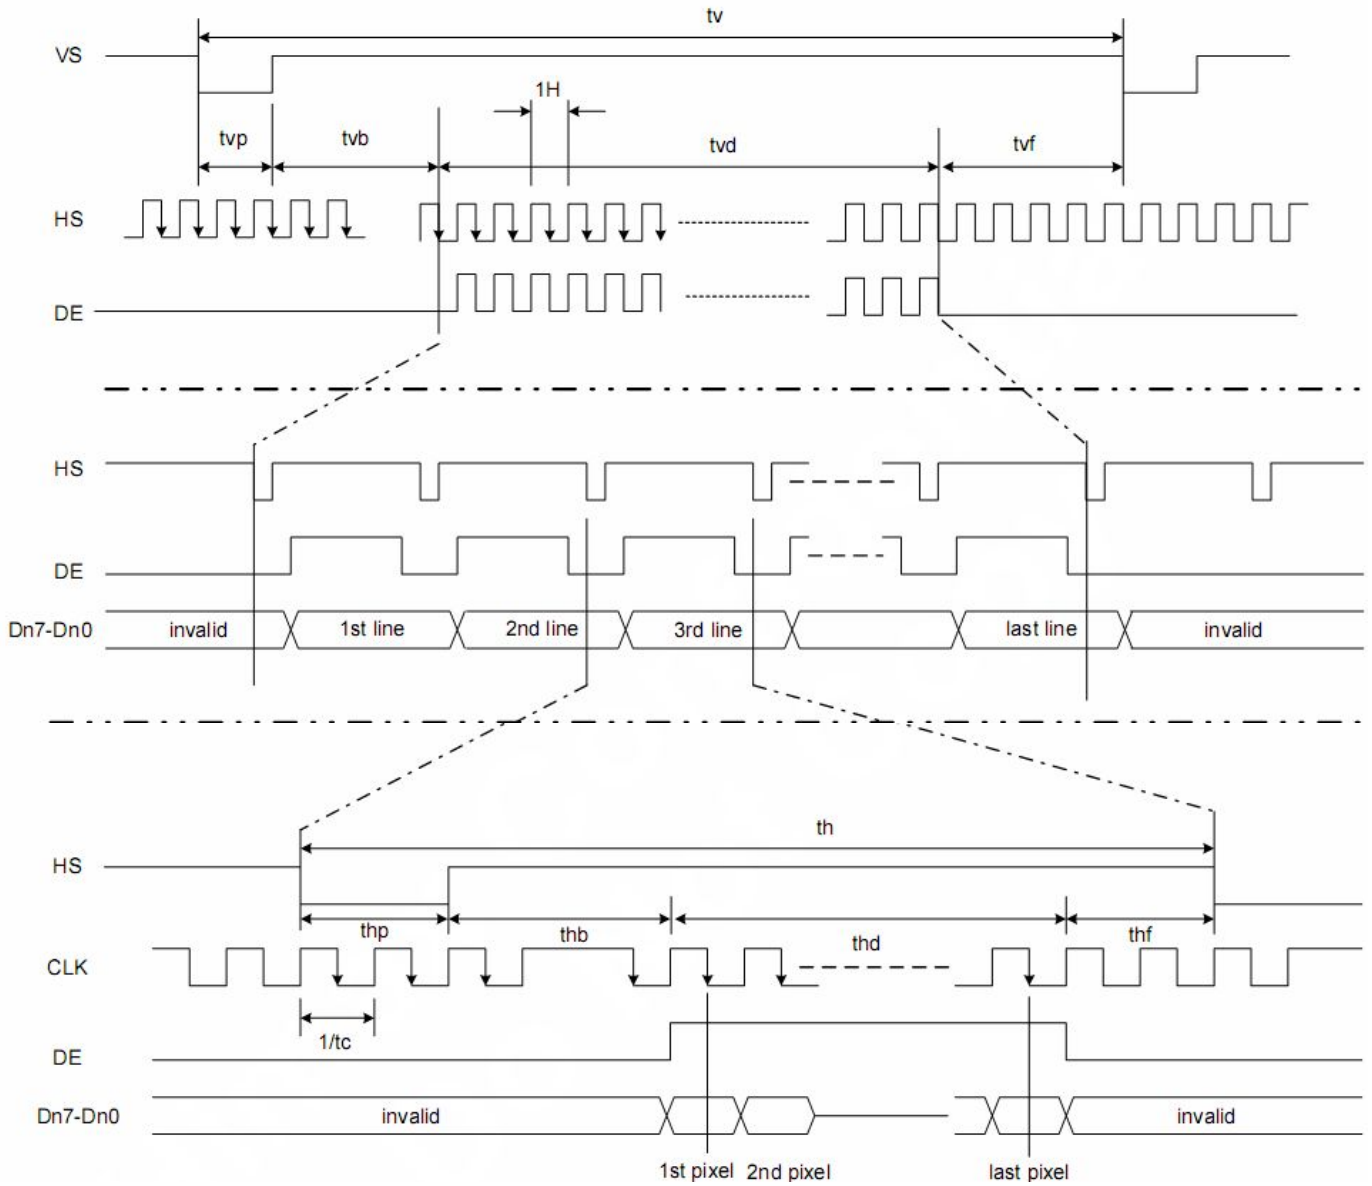 tv
VS
1H
tvp
tvb
tvd
tvf
HS
DE
HS
DE
Dn7-Dn0
invalid
1st line
2nd line
3rd line
last line
invalid
th
HS
thp
thb
thd
thf
CLK
1/tc
DE
Dn7-Dn0
invalid
invalid
1st pixel
2nd pixel
last pixel